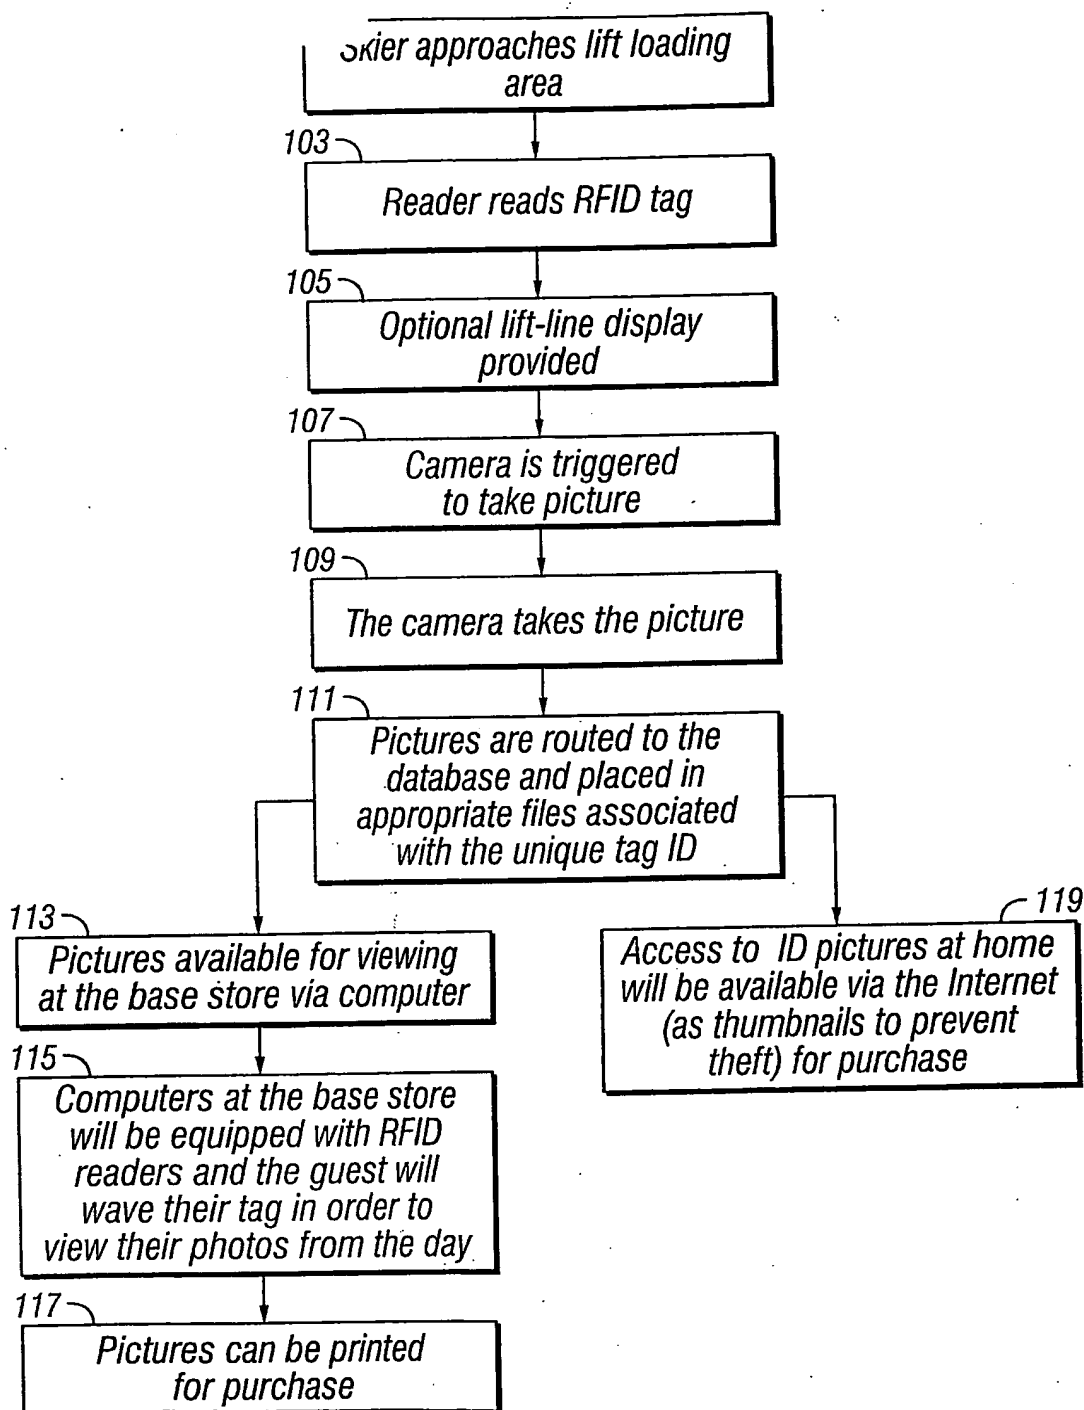 Skier approaches lift loading
area
103
Reader reads RFID tag
105
Optional lift-line display
provided
107
Camera is triggered
to take picture
109
The camera takes the picture
111
Pictures are routed to the
database and placed in
appropriate files associated
with the unique tag ID
113
Pictures available for viewing
at the base store via computer
115
Computers at the base store
will be equipped with RFID
readers and the guest will
wave their tag in order to
view their photos from the day
117
Pictures can be printed
for purchase
119
Access to ID pictures at home
will be available via the Internet
(as thumbnails to prevent
theft) for purchase